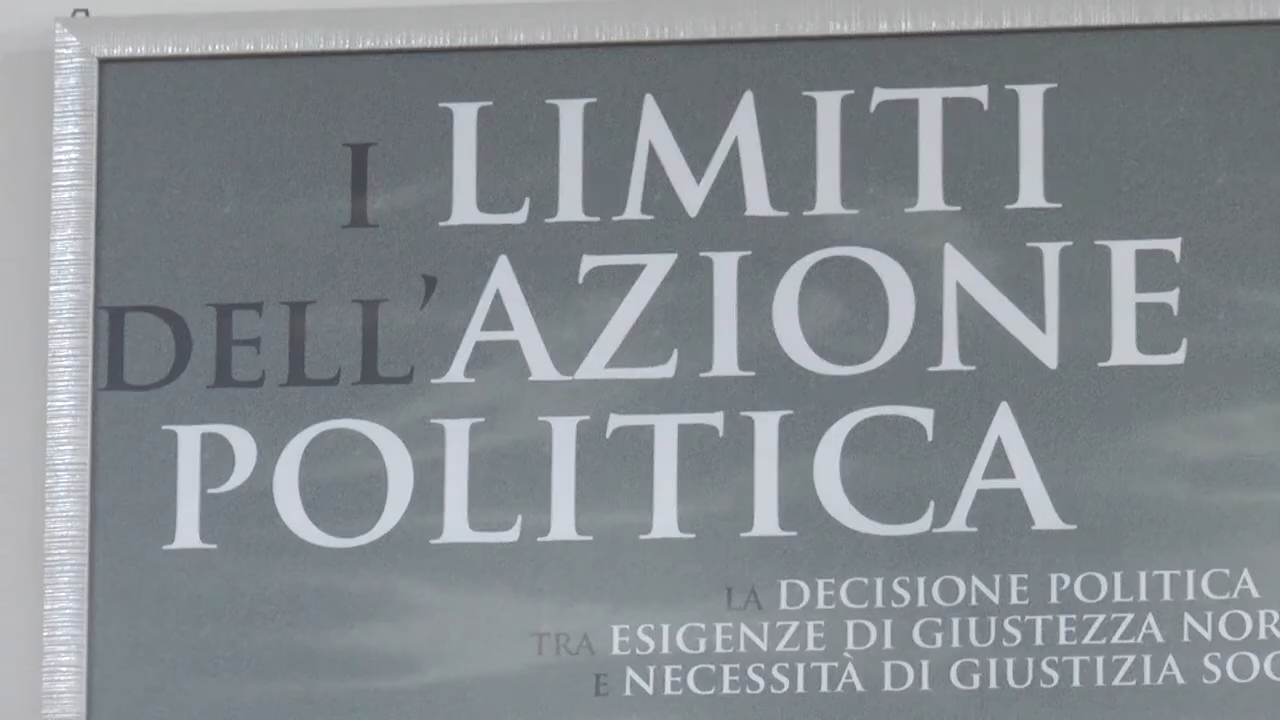 I LIMITI
DELL'AZIONE
POLITICA
LA DECISIONE POLITICA
TRA ESIGENZE DI GIUSTEZZA
E NECESSITÀ DI GIUSTIZIA